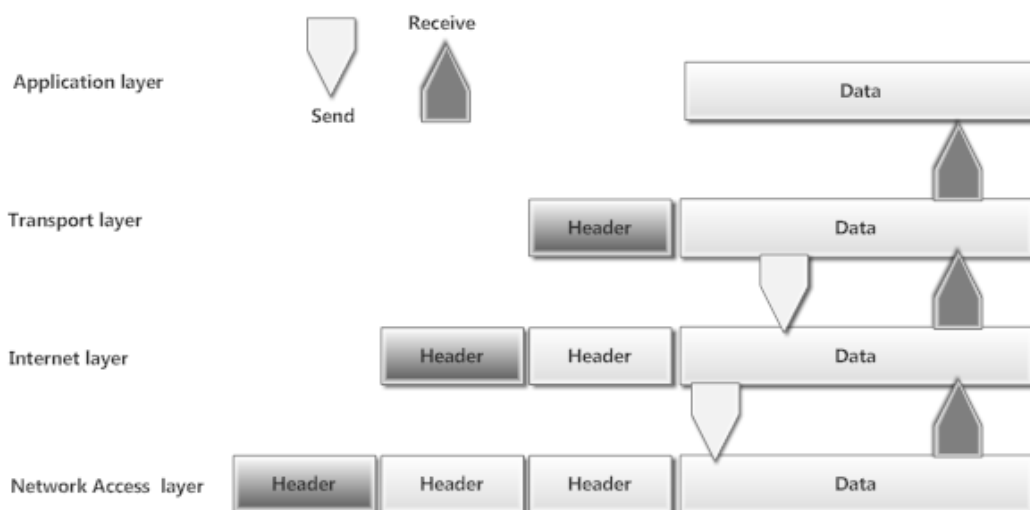 Receive
Application layer
Send
Data
Transport layer
Header
Data
Internet layer
Header
Header
Data
Network Access layer
Header
Header
Header
Data